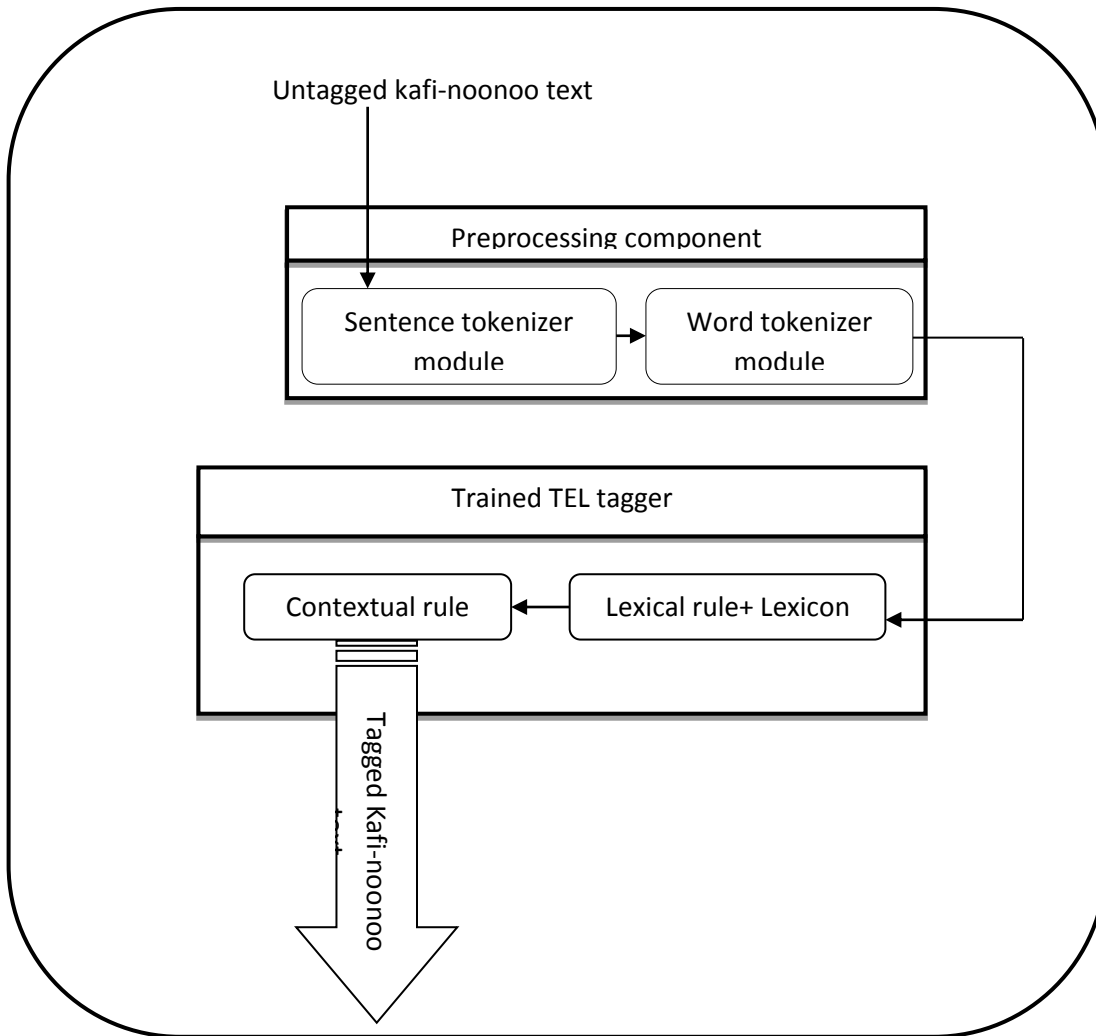 Untagged kafi-noonoo text
Preprocessing component
Sentence tokenizer
module
Word tokenizer
module
Trained TEL tagger
Contextual rule
Lexical rule+ Lexicon
Tagged Kafi-noonoo